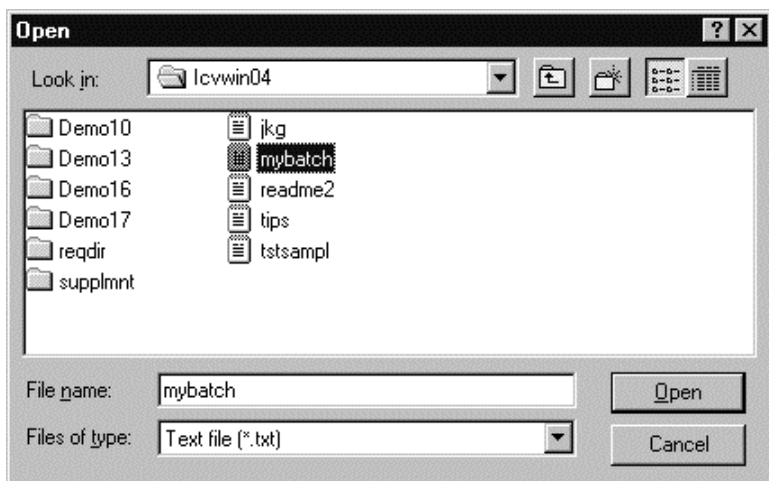 Open
Look in: lcvwin04
Demo10 jkg
Demo13 mybatch
Demo16 readme2
Demo17 tips
reqdir tstsampl
supplmnt
File name: mybatch Open
Files of type: Text file (*.txt) Cancel